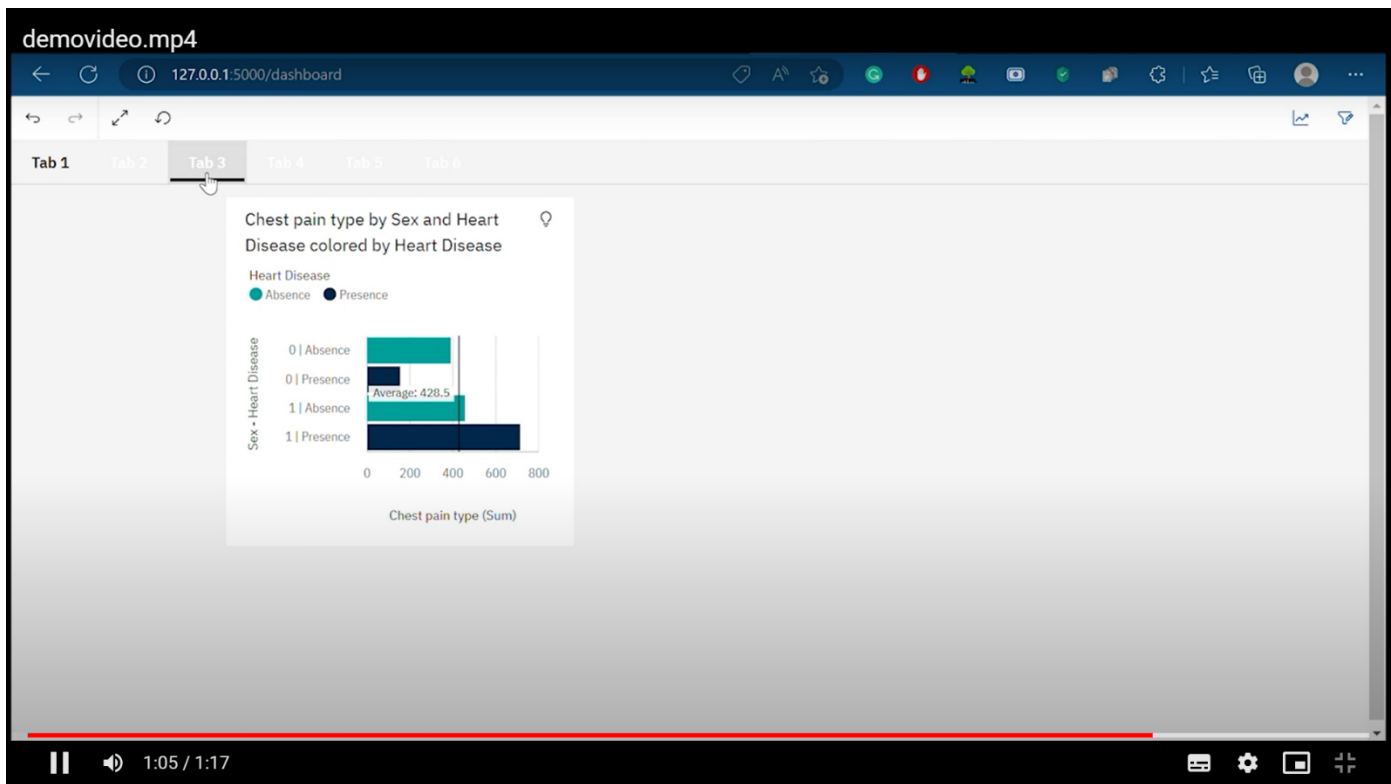 demovideo.mp4
127.0.0.1:5000/dashboard
Tab 1 Tab 2 Tab 3 Tab 4 Tab 5 Tab 6
Chest pain type by Sex and Heart
Disease colored by Heart Disease
Heart Disease
Absence Presence
Sex - Heart Disease
0 | Absence
0 | Presence
Average: 428.5
1 | Absence
1 | Presence
0 200 400 600 800
Chest pain type (Sum)
1:05 / 1:17